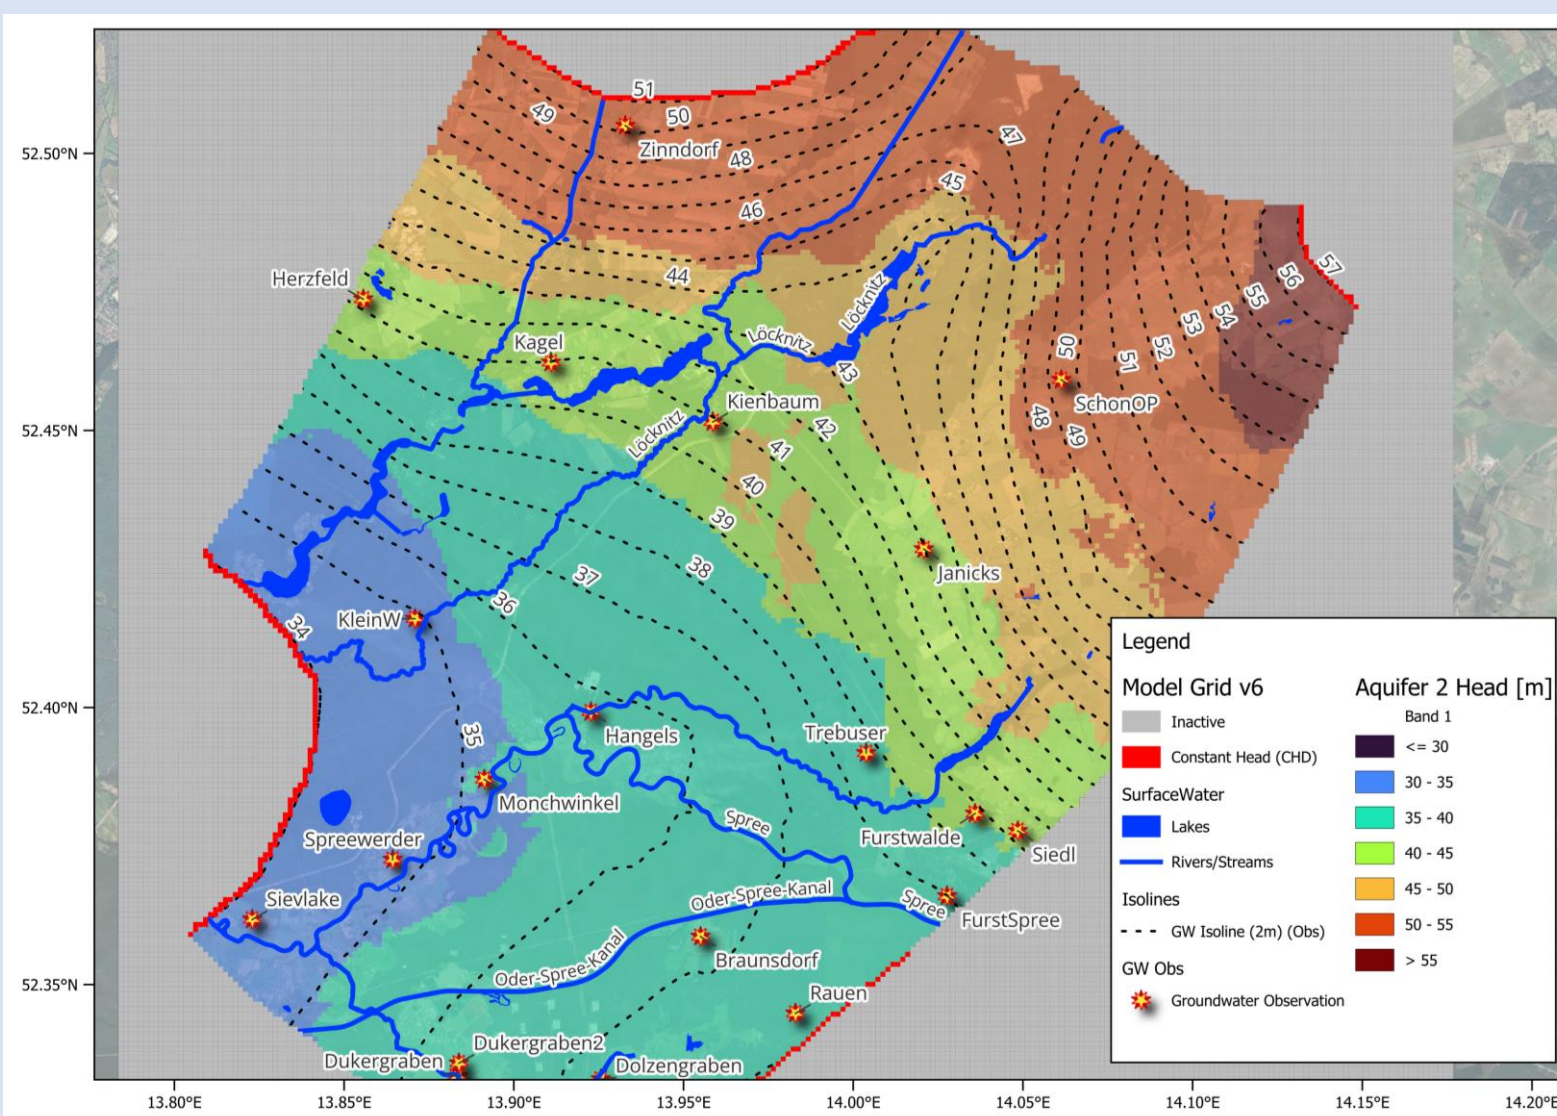 51
49
50
Zinndorf
48
47
45
46
44
Herzfeld
57
56
55
54
53
52
51
50
Löcknitz
Löcknitz
Kagel
43
Kienbaum
SchonOP
48
49
Löcknitz
42
41
40
39
38
37
36
Janicks
KleinW
34
35
Hangels
Trebuser
Monchwinkel
Spree
Furstwalde
Siedl
Spreewerder
Sievlake
Oder-Spree-Kanal
Spree
FurstSpree
Oder-Spree-Kanal
Braunsdorf
Rauen
Dukergraben2
Dukergraben
Dolzengraben
52.50°N
52.45°N
52.40°N
52.35°N
13.80°E
13.85°E
13.90°E
13.95°E
14.00°E
14.05°E
14.10°E
14.15°E
14.20°E
Legend
Model Grid v6
Inactive
Constant Head (CHD)
SurfaceWater
Lakes
Rivers/Streams
Isolines
GW Isoline (2m) (Obs)
GW Obs
Groundwater Observation
Aquifer 2 Head [m]
Band 1
<= 30
30 - 35
35 - 40
40 - 45
45 - 50
50 - 55
> 55